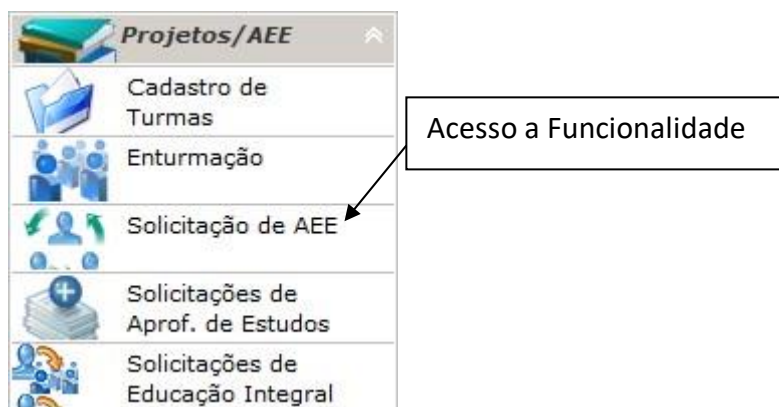 Projetos/AEE
Cadastro de
Turmas
Enturmação
Acesso a Funcionalidade
Solicitação de AEE
Solicitações de
Aprof. de Estudos
Solicitações de
Educação Integral